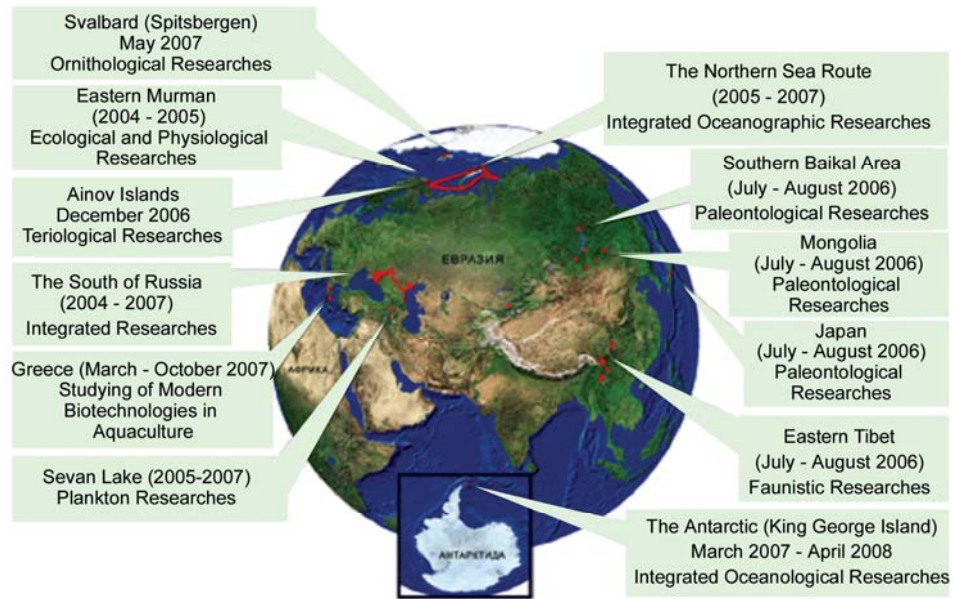 Svalbard (Spitsbergen)
May 2007
Ornithological Researches
Eastern Murman
(2004 - 2005)
Ecological and Physiological
Researches
Ainov Islands
December 2006
Teriological Researches
The South of Russia
(2004 - 2007)
Integrated Researches
Greece (March - October 2007)
Studying of Modern
Biotechnologies in
Aquaculture
Sevan Lake (2005-2007)
Plankton Researches
ЕВРАЗИЯ
АФРИКА
АНТАРКТИДА
The Northern Sea Route
(2005 - 2007)
Integrated Oceanographic Researches
Southern Baikal Area
(July - August 2006)
Paleontological Researches
Mongolia
(July - August 2006)
Paleontological
Researches
Japan
(July - August 2006)
Paleontological
Researches
Eastern Tibet
(July - August 2006)
Faunistic Researches
The Antarctic (King George Island)
March 2007 - April 2008
Integrated Oceanological Researches